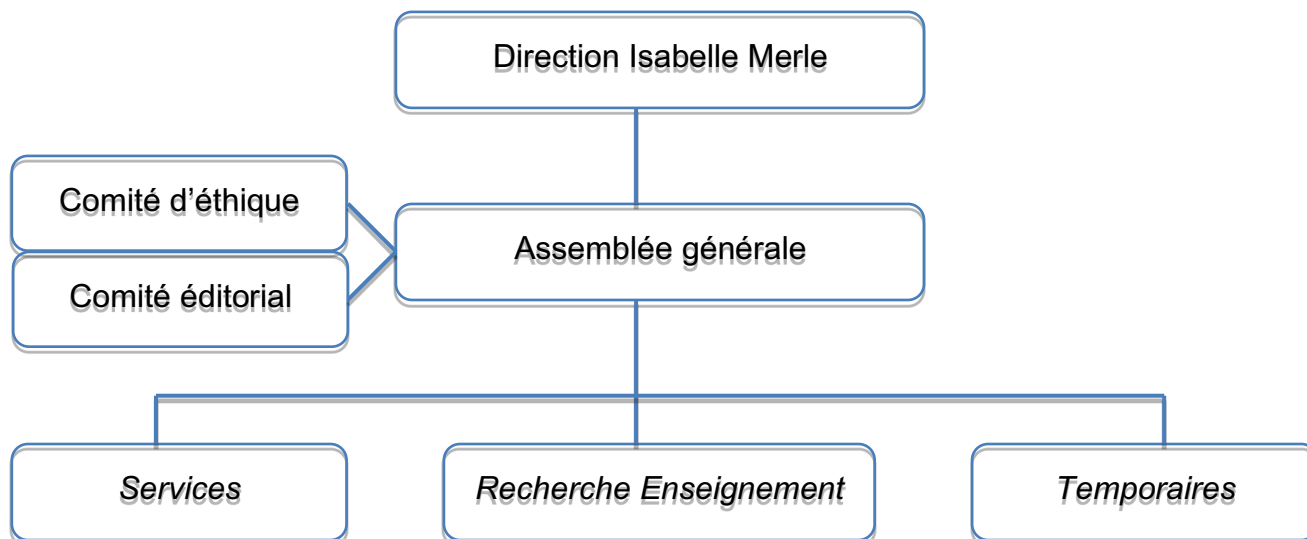 Direction Isabelle Merle
Comité d’éthique
Assemblée générale
Comité éditorial
Services
Recherche Enseignement
Temporaires